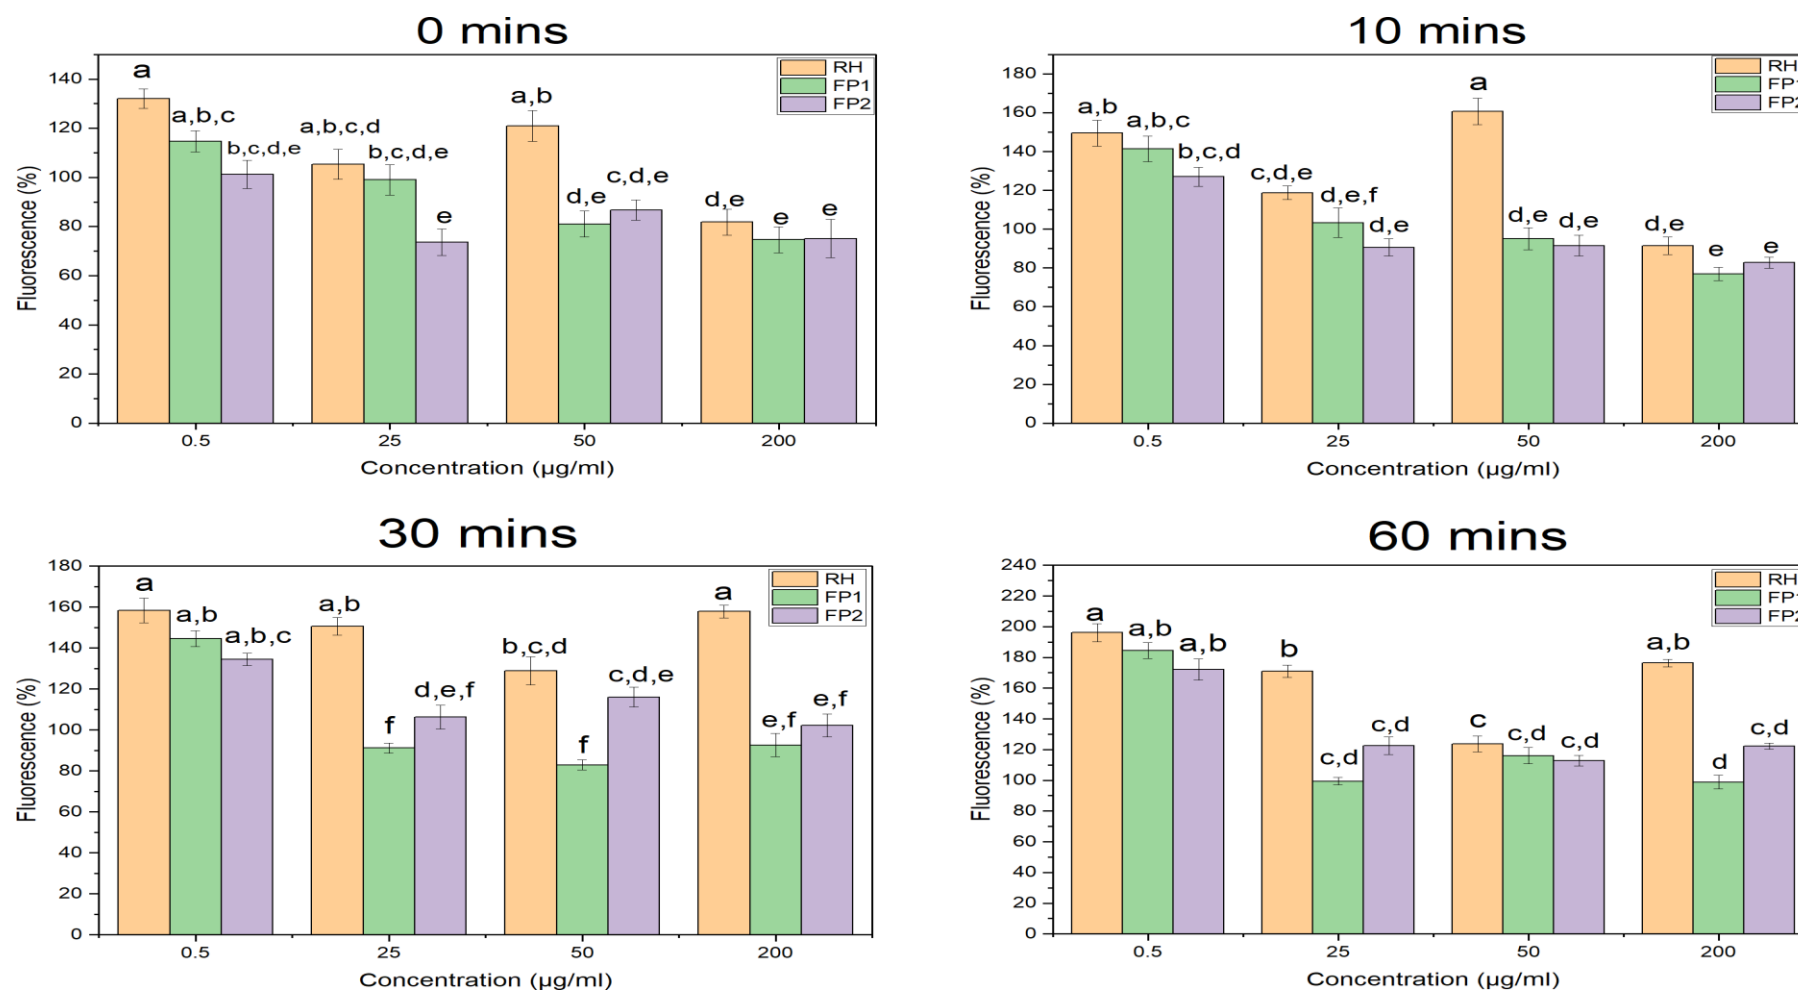 0 mins
140
120
100
80
60
40
20
0
Fluorescence (%)
a
a,b,c
b,c,d,e
a,b,c,d
b,c,d,e
e
a,b
d,e
c,d,e
d,e
e
e
RH
FP1
FP2
0.5
25
50
200
Concentration (µg/ml)
10 mins
180
160
140
120
100
80
60
40
20
0
Fluorescence (%)
a,b
a,b,c
b,c,d
c,d,e
d,e,f
d,e
a
d,e
d,e
d,e
e
e
RH
FP1
FP2
0.5
25
50
200
Concentration (µg/ml)
30 mins
180
160
140
120
100
80
60
40
20
0
Fluorescence (%)
a
a,b
a,b,c
a,b
f
d,e,f
b,c,d
f
c,d,e
a
e,f
e,f
RH
FP1
FP2
0.5
25
50
200
Concentration (µg/ml)
60 mins
240
220
200
180
160
140
120
100
80
60
40
20
0
Fluorescence (%)
a
a,b
a,b
b
c,d
c,d
c
c,d
c,d
a,b
d
c,d
RH
FP1
FP2
0.5
25
50
200
Concentration (µg/ml)